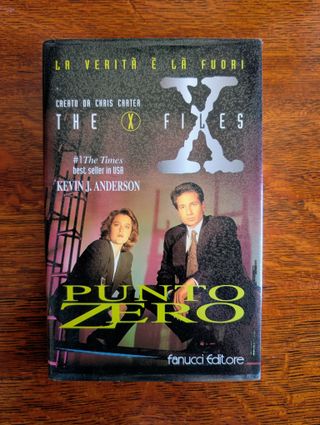 LA VERITÀ È LÀ FUORI
CREATO DA CHRIS CARTER
THE X FILES
X
#1 The Times
best seller in USA
KEVIN J. ANDERSON
PUNTO
ZERO
Fanucci Editore